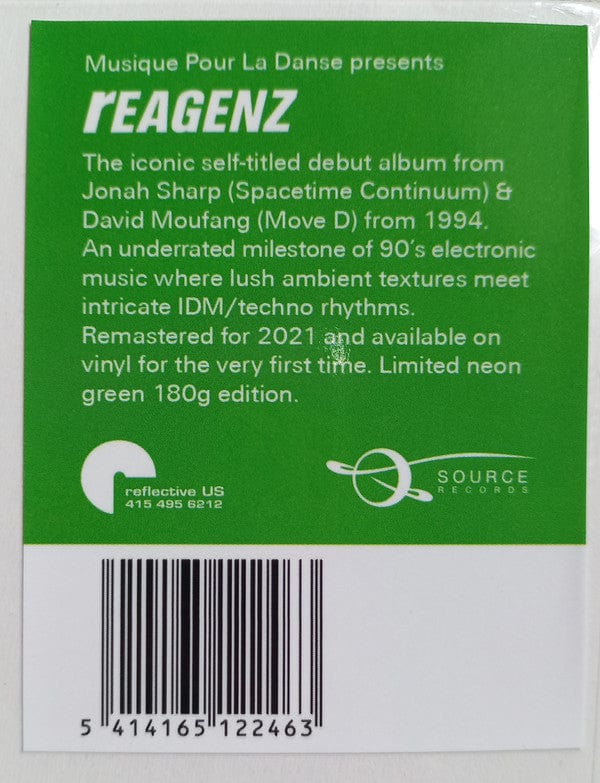 Musique Pour La Danse presents
rEAGENZ
The iconic self-titled debut album from
Jonah Sharp (Spacetime Continuum) &
David Moufang (Move D) from 1994.
An underrated milestone of 90's electronic
music where lush ambient textures meet
intricate IDM/techno rhythms.
Remastered for 2021 and available on
vinyl for the very first time. Limited neon
green 180g edition.
reflective US
415 495 6212
SOURCE
RECORDS
5 414165 122463